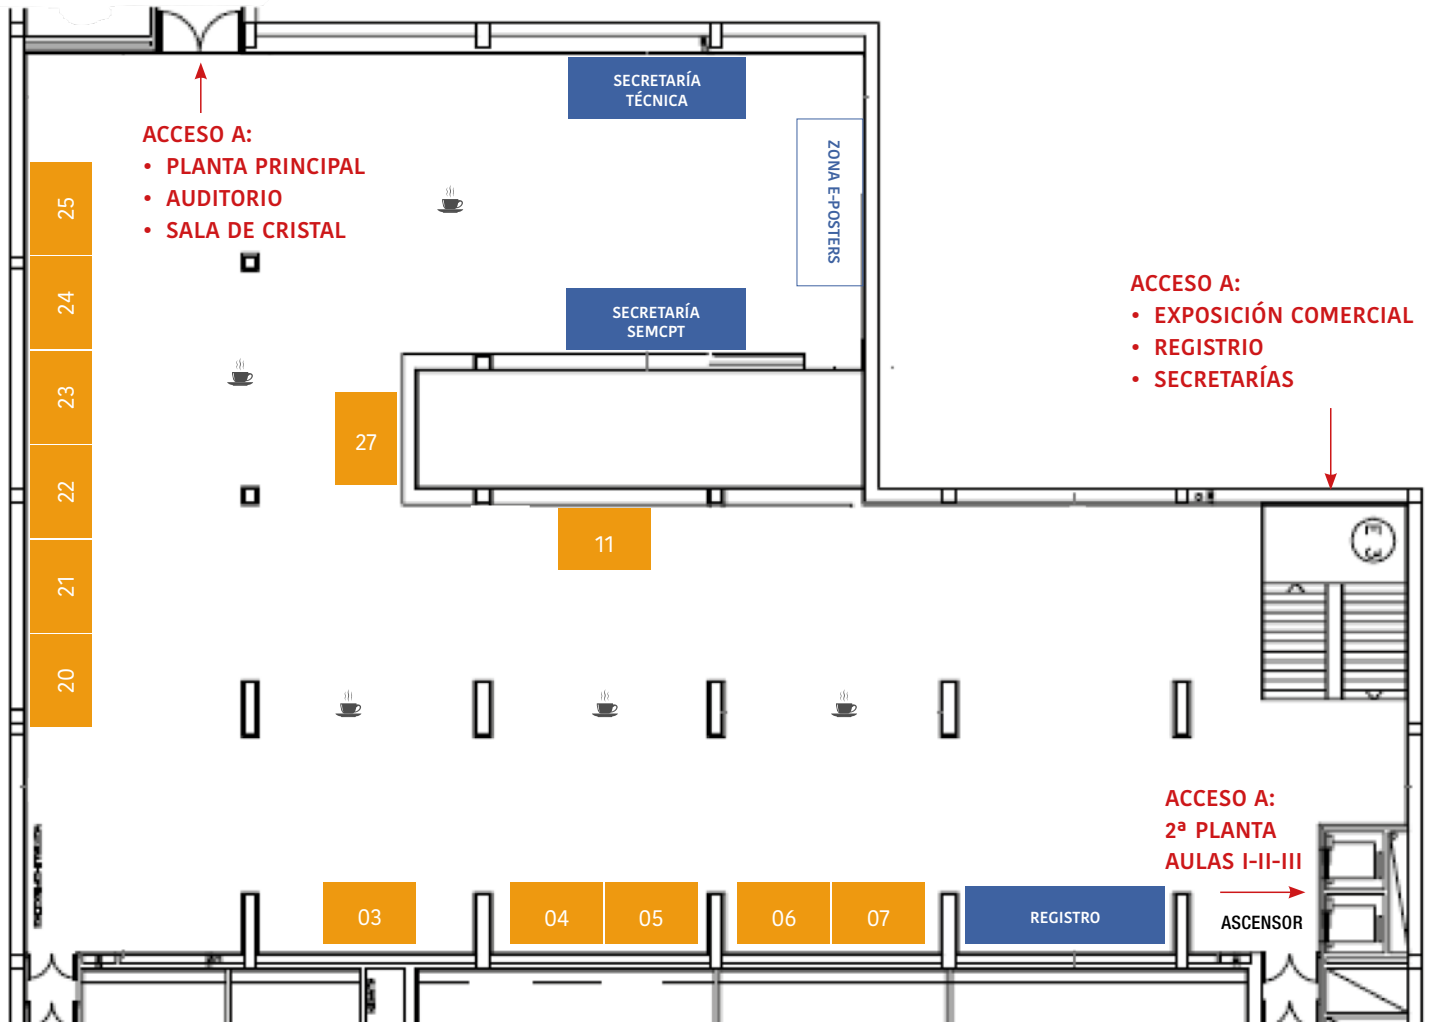 SECRETARÍA
TÉCNICA
ACCESO A:
• PLANTA PRINCIPAL
• AUDITORIO
• SALA DE CRISTAL
ZONA E-POSTERS
25
24
23
22
21
20
SECRETARÍA
SEMCPT
ACCESO A:
• EXPOSICIÓN COMERCIAL
• REGISTRIO
• SECRETARÍAS
27
11
ACCESO A:
2ª PLANTA
AULAS I-II-III
ASCENSOR
03
04
05
06
07
REGISTRO